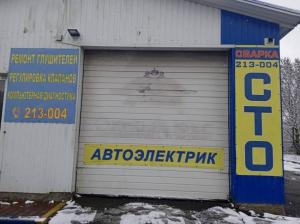 РЕМОНТ ГЛУШИТЕЛЕЙ
РЕГУЛИРОВКА КЛАПАНОВ
КОМПЬЮТЕРНАЯ ДИАГНОСТИКА
213-004
АВТОЭЛЕКТРИК
СВАРКА
213-004
СТО